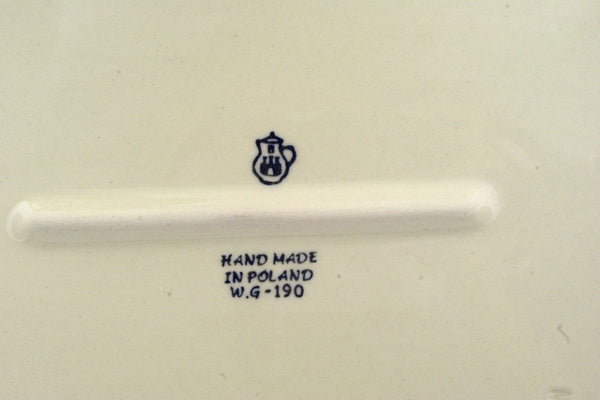 B
HAND MADE
IN POLAND
W.G-190